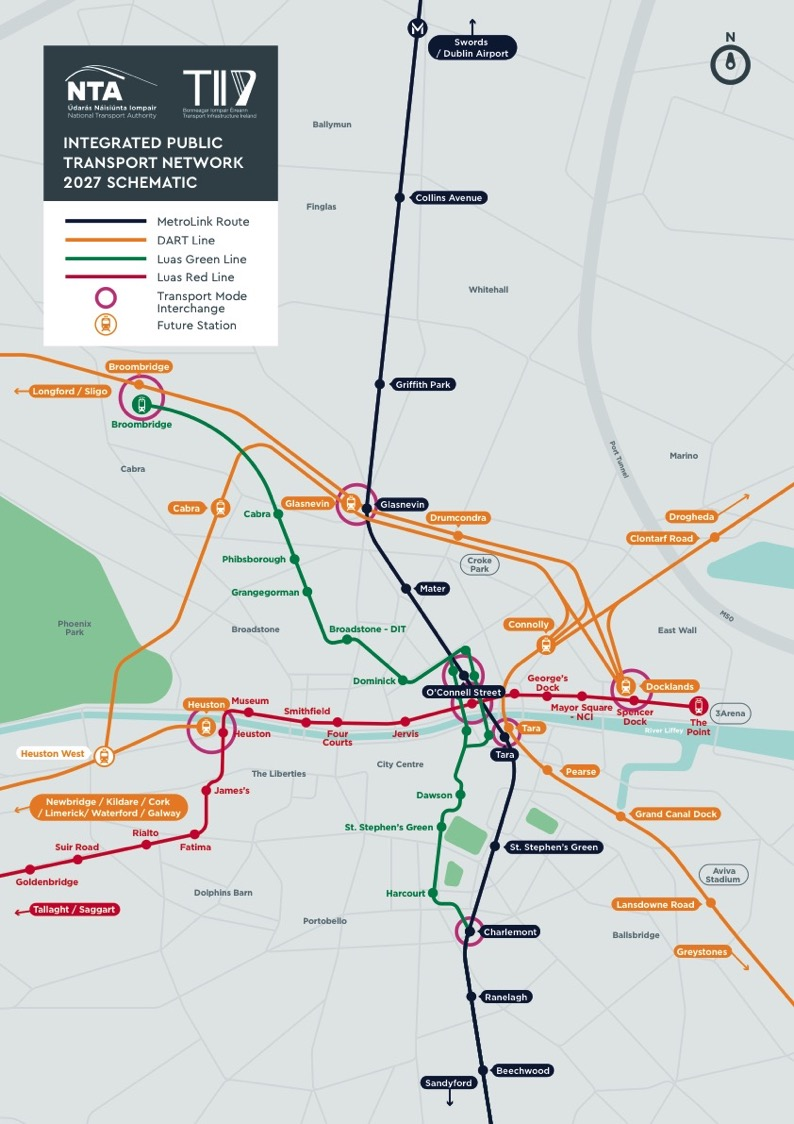 M
Swords
/ Dublin Airport
N
NTA
Údarás Náisiúnta Iompair
National Transport Authority
TII
Bonneagar Iompair Éireann
Transport Infrastructure Ireland
INTEGRATED PUBLIC
TRANSPORT NETWORK
2027 SCHEMATIC
MetroLink Route
DART Line
Luas Green Line
Luas Red Line
Transport Mode
Interchange
Future Station
Ballymun
Collins Avenue
Finglas
Whitehall
Broombridge
Longford / Sligo
Griffith Park
Broombridge
Cabra
Port Tunnel
Marino
Cabra
Cabra
Glasnevin
Glasnevin
Drumcondra
Drogheda
Clontarf Road
Phibsborough
Croke
Park
Grangegorman
Mater
M50
Phoenix
Park
Broadstone
Broadstone - DIT
Connolly
East Wall
Dominick
O'Connell Street
George's
Dock
Docklands
Heuston
Museum
Smithfield
Mayor Square
- NCI
Spencer
Dock
The
Point
3Arena
Heuston
Four
Courts
Jervis
Tara
River Liffey
Heuston West
Tara
The Liberties
City Centre
Pearse
James's
Dawson
Newbridge / Kildare / Cork
/ Limerick/ Waterford / Galway
Grand Canal Dock
St. Stephen's Green
Rialto
Suir Road
Fatima
St. Stephen's Green
Goldenbridge
Aviva
Stadium
Dolphins Barn
Harcourt
Lansdowne Road
Tallaght / Saggart
Portobello
Charlemont
Ballsbridge
Greystones
Ranelagh
Beechwood
Sandyford